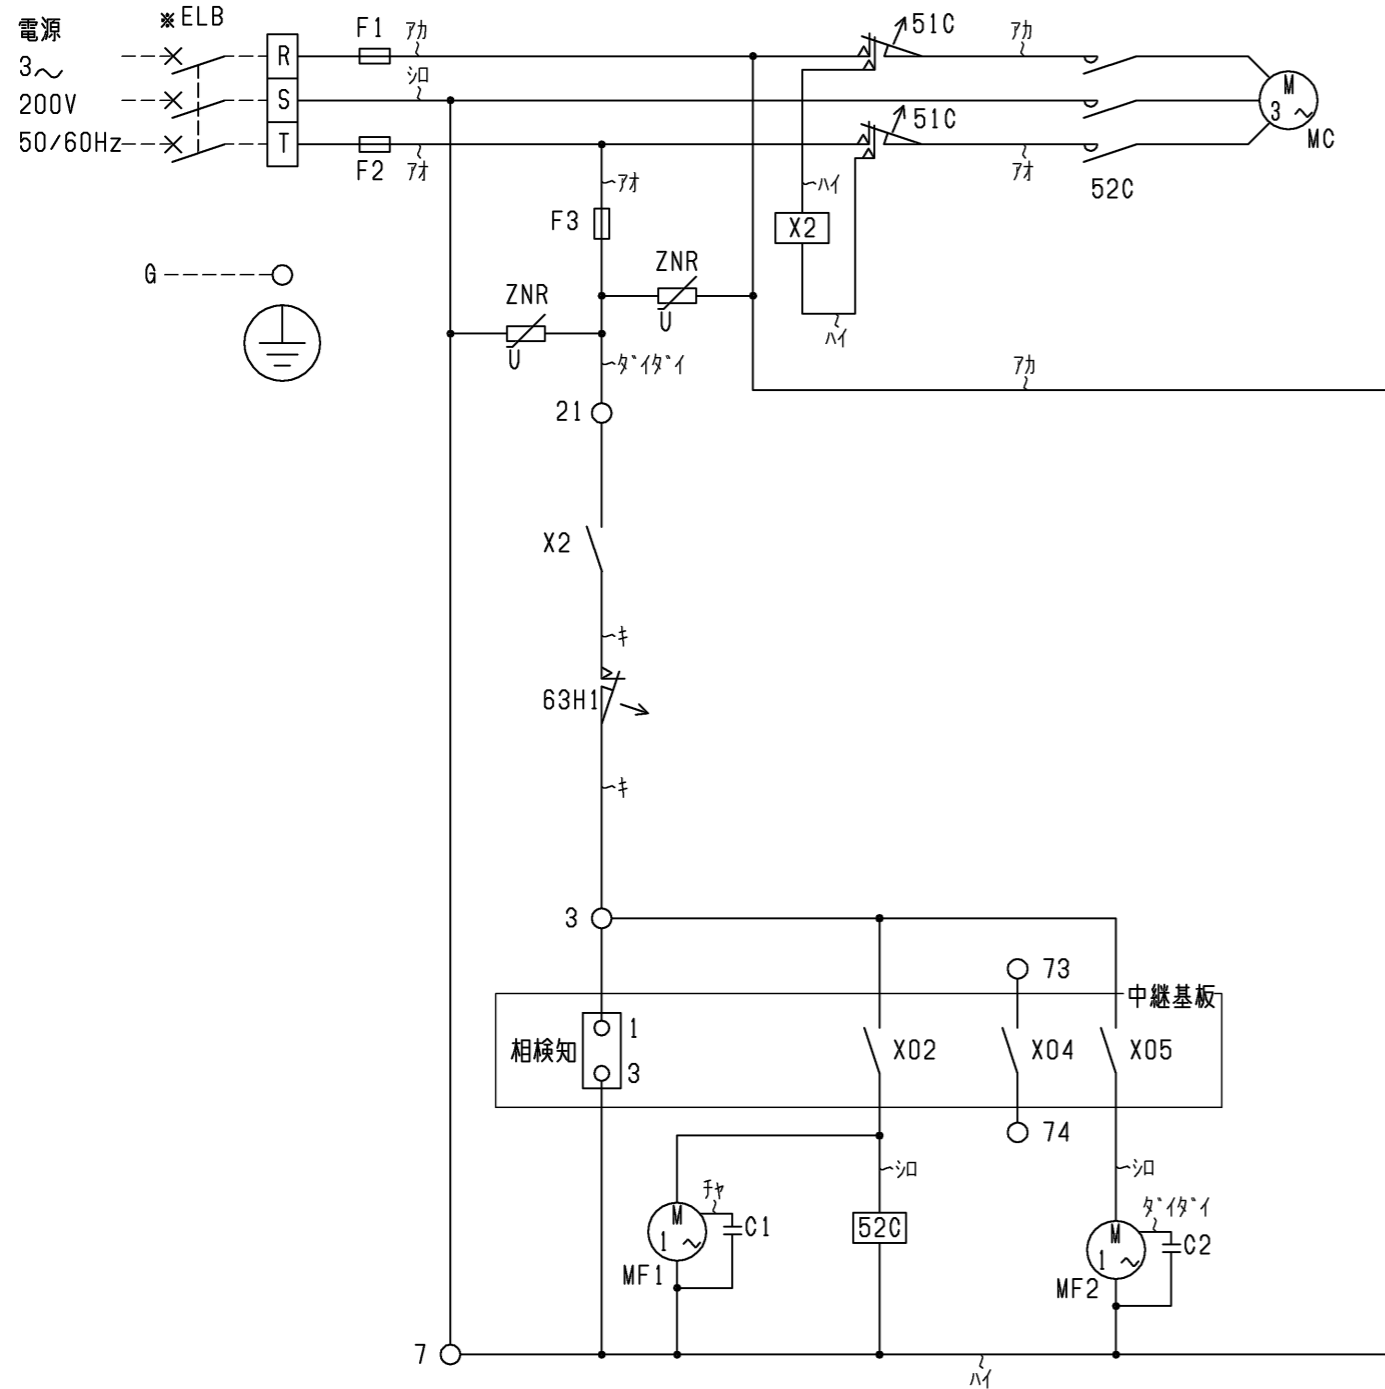 電源
※ELB
3～
200V
50/60Hz
R
S
T
F1
ｱｶ
ｼﾛ
F2
ｱｵ
51C
ｱｶ
51C
ｱｵ
52C
M
3～
MC
ｱｵ
F3
ﾊｲ
X2
ﾊｲ
G
ZNR
U
ZNR
U
ﾀﾞｲﾀﾞｲ
ｱｶ
21
X2
ｷ
63H1
ｷ
3
73
中継基板
相検知
1
3
X02
X04
X05
74
ｼﾛ
ｼﾛ
ﾁｬ
M
1～
C1
MF1
52C
ﾀﾞｲﾀﾞｲ
M
1～
C2
MF2
7
ﾊｲ